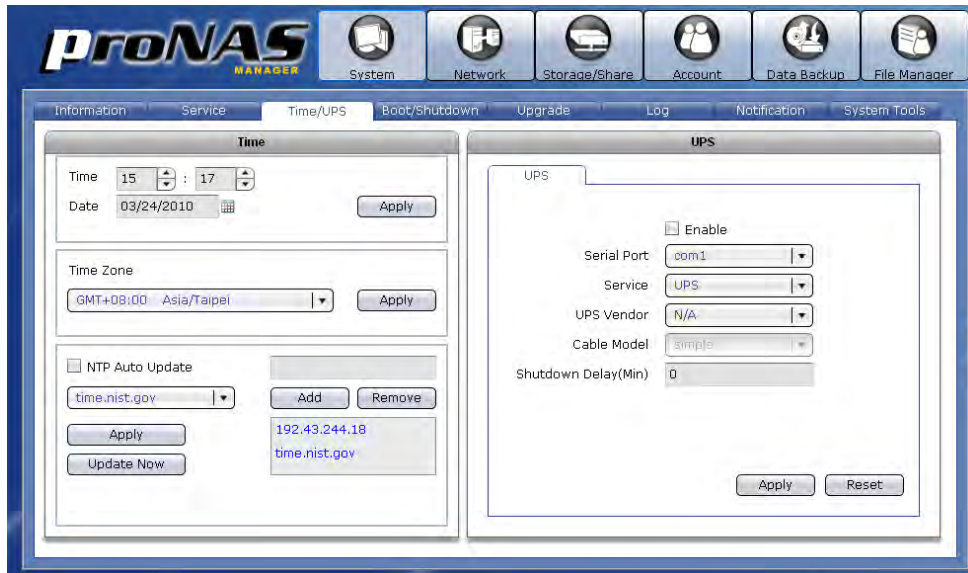 proNAS
MANAGER
System
Network
Storage/Share
Account
Data Backup
File Manager
Information
Service
Time/UPS
Boot/Shutdown
Upgrade
Log
Notification
System Tools
Time
Time 15 : 17
Date 03/24/2010
Apply
Time Zone
GMT+08:00 Asia/Taipei
Apply
NTP Auto Update
time.nist.gov
Add
Remove
Apply
Update Now
192.43.244.18
time.nist.gov
UPS
UPS
Enable
Serial Port com1
Service UPS
UPS Vendor N/A
Cable Model simple
Shutdown Delay(Min) 0
Apply
Reset